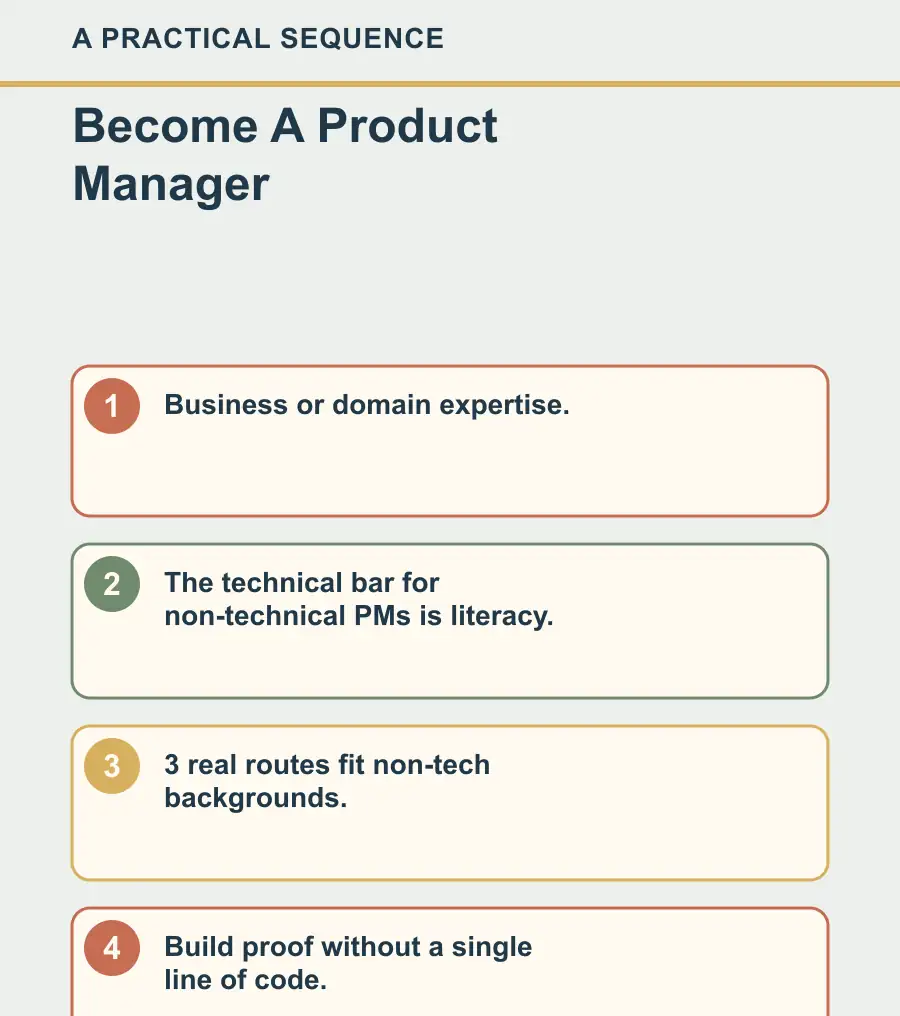 A PRACTICAL SEQUENCE
Become A Product
Manager
1
Business or domain expertise.
2
The technical bar for
non-technical PMs is literacy.
3
3 real routes fit non-tech
backgrounds.
4
Build proof without a single
line of code.